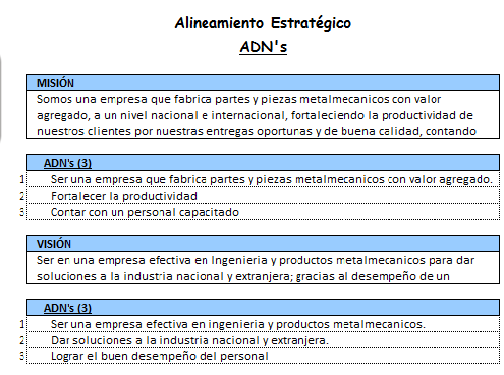 Alineamiento Estratégico
ADN's
MISIÓN
Somos una empresa que fabrica partes y piezas metalmecanicos con valor
agregado, a un nivel nacional e internacional, fortaleciendo la productividad de
nuestros clientes por nuestras entregas oportunas y de buena calidad, contando
ADN's (3)
1 Ser una empresa que fabrica partes y piezas metalmecanicos con valor agregado.
2 Fortalecer la productividad
3 Contar con un personal capacitado
VISIÓN
Ser en una empresa efectiva en Ingenieria y productos metalmecanicos para dar
soluciones a la industria nacional y extranjera; gracias al desempeño de un
ADN's (3)
1 Ser una empresa efectiva en ingenieria y productos metalmecanicos.
2 Dar soluciones a la industria nacional y extranjera.
3 Lograr el buen desempeño del personal